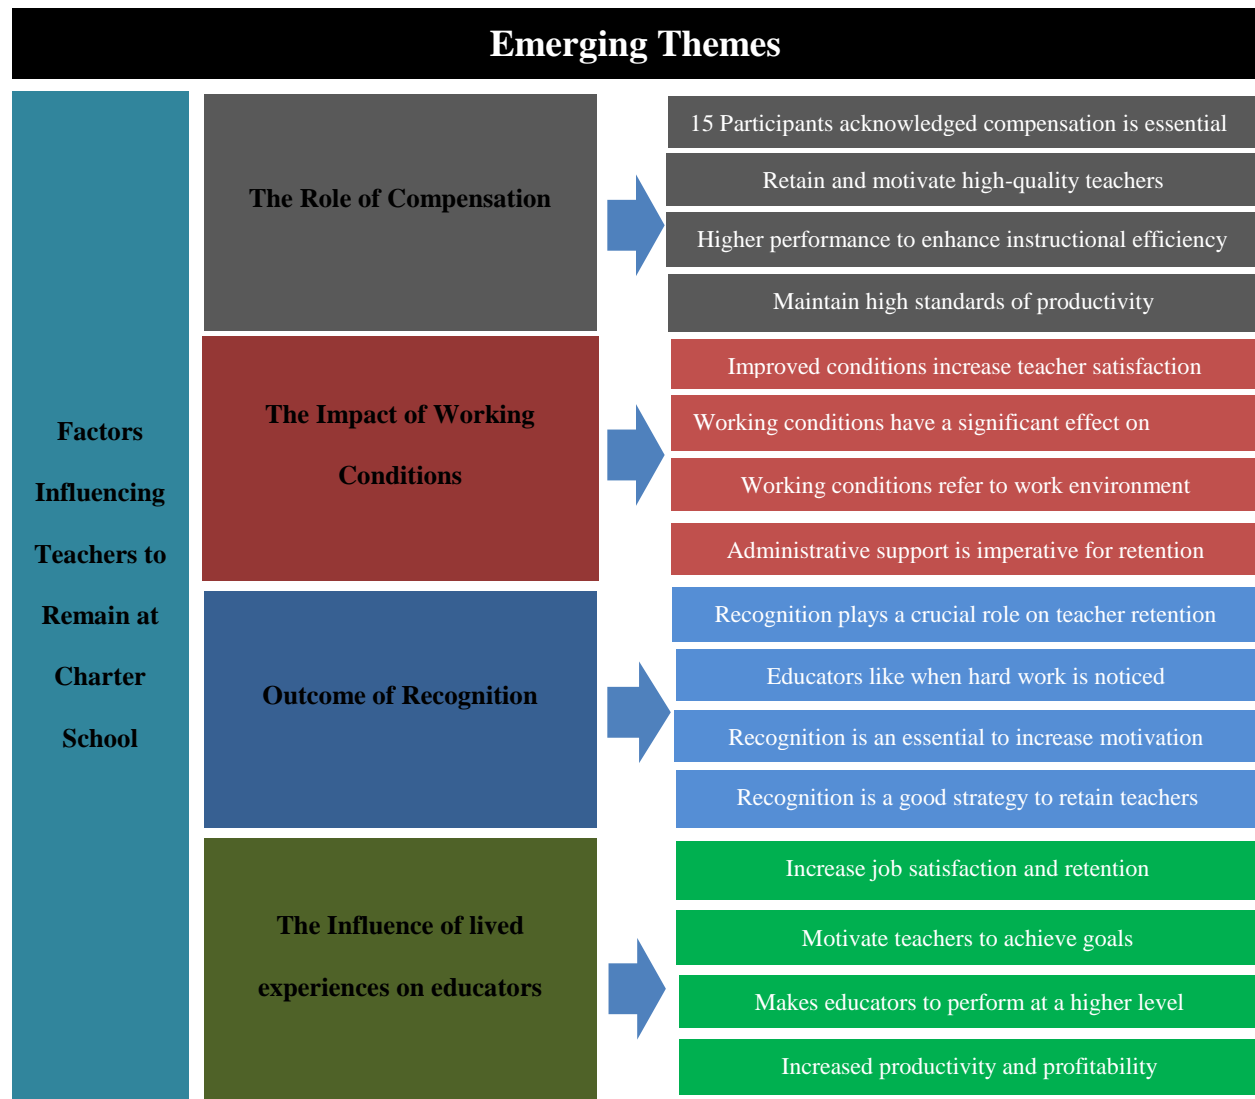 Emerging Themes
Factors
Influencing
Teachers to
Remain at
Charter
School
The Role of Compensation
15 Participants acknowledged compensation is essential
Retain and motivate high-quality teachers
Higher performance to enhance instructional efficiency
Maintain high standards of productivity
The Impact of Working
Conditions
Improved conditions increase teacher satisfaction
Working conditions have a significant effect on
Working conditions refer to work environment
Administrative support is imperative for retention
Outcome of Recognition
Recognition plays a crucial role on teacher retention
Educators like when hard work is noticed
Recognition is an essential to increase motivation
Recognition is a good strategy to retain teachers
The Influence of lived
experiences on educators
Increase job satisfaction and retention
Motivate teachers to achieve goals
Makes educators to perform at a higher level
Increased productivity and profitability